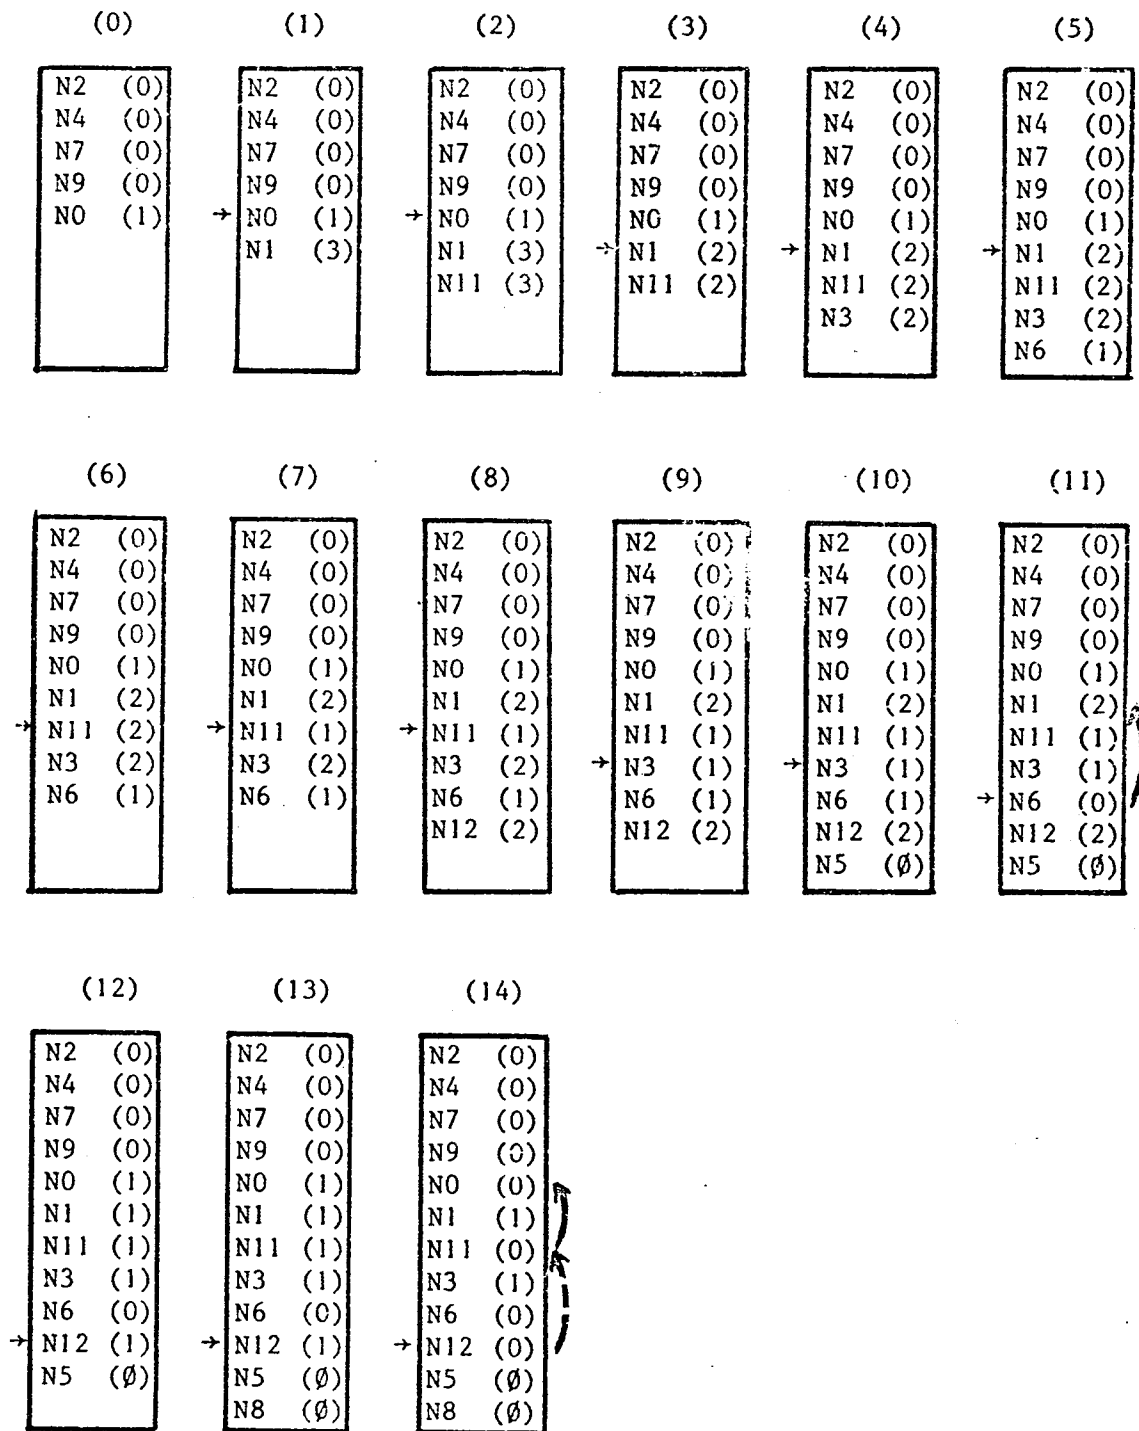 (0)
N2 (0)
N4 (0)
N7 (0)
N9 (0)
N0 (1)
(1)
N2 (0)
N4 (0)
N7 (0)
N9 (0)
→ N0 (1)
N1 (3)
(2)
N2 (0)
N4 (0)
N7 (0)
N9 (0)
→ N0 (1)
N1 (3)
N11 (3)
(3)
N2 (0)
N4 (0)
N7 (0)
N9 (0)
N0 (1)
→ N1 (2)
N11 (2)
(4)
N2 (0)
N4 (0)
N7 (0)
N9 (0)
N0 (1)
→ N1 (2)
N11 (2)
N3 (2)
(5)
N2 (0)
N4 (0)
N7 (0)
N9 (0)
N0 (1)
→ N1 (2)
N11 (2)
N3 (2)
N6 (1)
(6)
N2 (0)
N4 (0)
N7 (0)
N9 (0)
N0 (1)
N1 (2)
→ N11 (2)
N3 (2)
N6 (1)
(7)
N2 (0)
N4 (0)
N7 (0)
N9 (0)
N0 (1)
N1 (2)
→ N11 (1)
N3 (2)
N6 (1)
(8)
N2 (0)
N4 (0)
N7 (0)
N9 (0)
N0 (1)
N1 (2)
→ N11 (1)
N3 (2)
N6 (1)
N12 (2)
(9)
N2 (0)
N4 (0)
N7 (0)
N9 (0)
N0 (1)
N1 (2)
N11 (1)
→ N3 (1)
N6 (1)
N12 (2)
(10)
N2 (0)
N4 (0)
N7 (0)
N9 (0)
N0 (1)
N1 (2)
N11 (1)
→ N3 (1)
N6 (1)
N12 (2)
N5 (Ø)
(11)
N2 (0)
N4 (0)
N7 (0)
N9 (0)
N0 (1)
N1 (2)
N11 (1)
N3 (1)
→ N6 (0)
N12 (2)
N5 (Ø)
(12)
N2 (0)
N4 (0)
N7 (0)
N9 (0)
N0 (1)
N1 (1)
N11 (1)
N3 (1)
N6 (0)
→ N12 (1)
N5 (Ø)
(13)
N2 (0)
N4 (0)
N7 (0)
N9 (0)
N0 (1)
N1 (1)
N11 (1)
N3 (1)
N6 (0)
→ N12 (1)
N5 (Ø)
N8 (Ø)
(14)
N2 (0)
N4 (0)
N7 (0)
N9 (0)
N0 (0)
N1 (1)
N11 (0)
N3 (1)
N6 (0)
→ N12 (0)
N5 (Ø)
N8 (Ø)